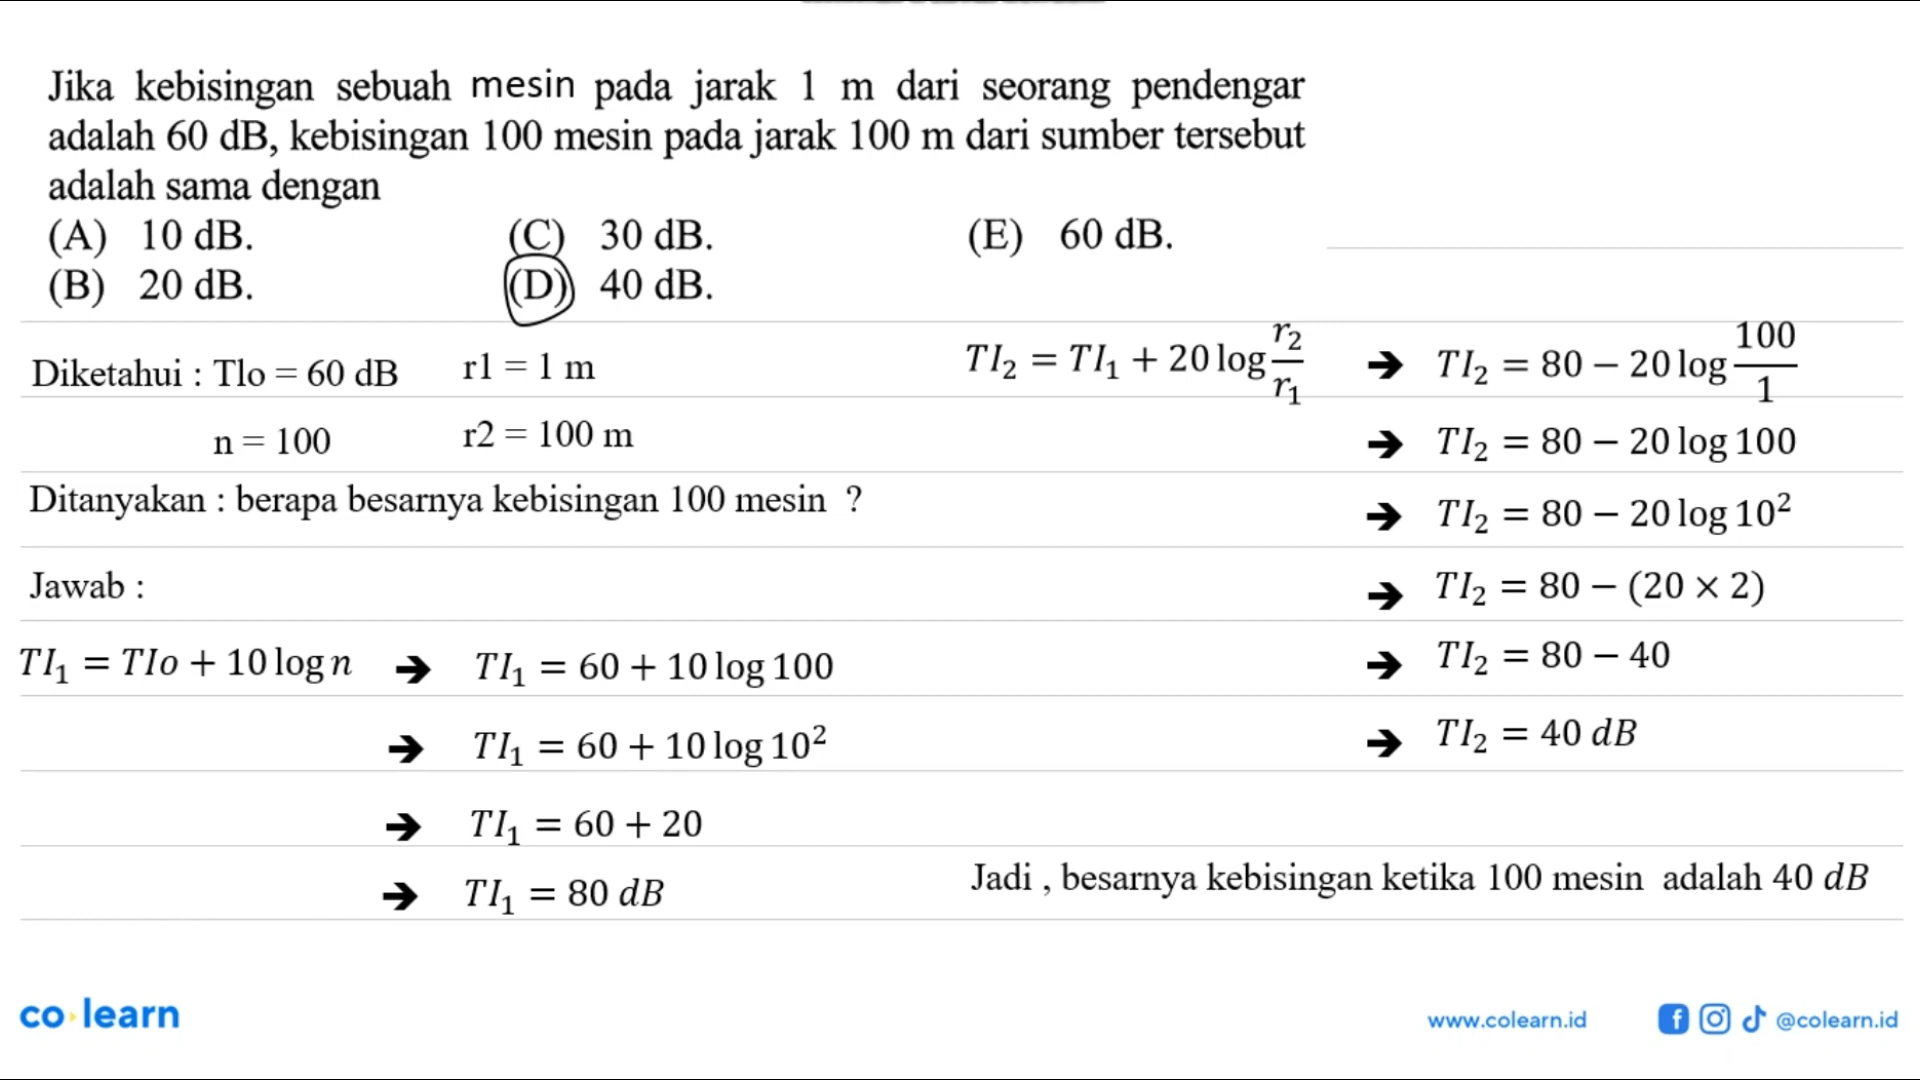 Jika kebisingan sebuah mesin pada jarak 1 m dari seorang pendengar
adalah 60 dB, kebisingan 100 mesin pada jarak 100 m dari sumber tersebut
adalah sama dengan
(A) 10 dB. (C) 30 dB. (E) 60 dB.
(B) 20 dB. (D) 40 dB.
Diketahui : Tlo = 60 dB r1 = 1 m
n = 100 r2 = 100 m
Ditanyakan : berapa besarnya kebisingan 100 mesin ?
Jawab :
TI₁ = TIo + 10 log n ➔ TI₁ = 60 + 10 log 100
➔ TI₁ = 60 + 10 log 10²
➔ TI₁ = 60 + 20
➔ TI₁ = 80 dB
TI₂ = TI₁ + 20 log r₂/r₁ ➔ TI₂ = 80 − 20 log 100/1
➔ TI₂ = 80 − 20 log 100
➔ TI₂ = 80 − 20 log 10²
➔ TI₂ = 80 − (20 × 2)
➔ TI₂ = 80 − 40
➔ TI₂ = 40 dB
Jadi , besarnya kebisingan ketika 100 mesin adalah 40 dB
co learn
www.colearn.id @colearn.id